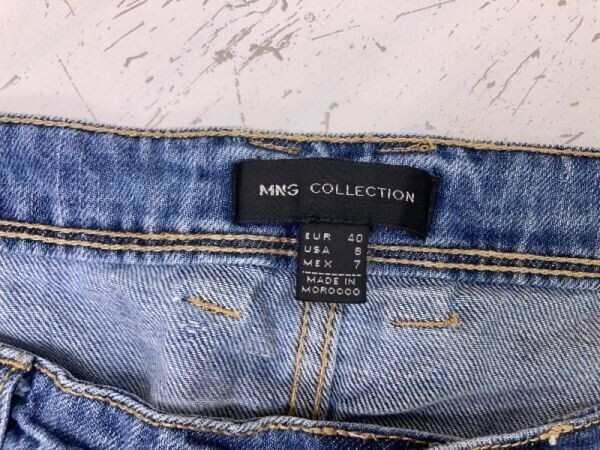 MNG COLLECTION
EUR 40
USA 8
MEX 7
MADE IN
MOROCCO